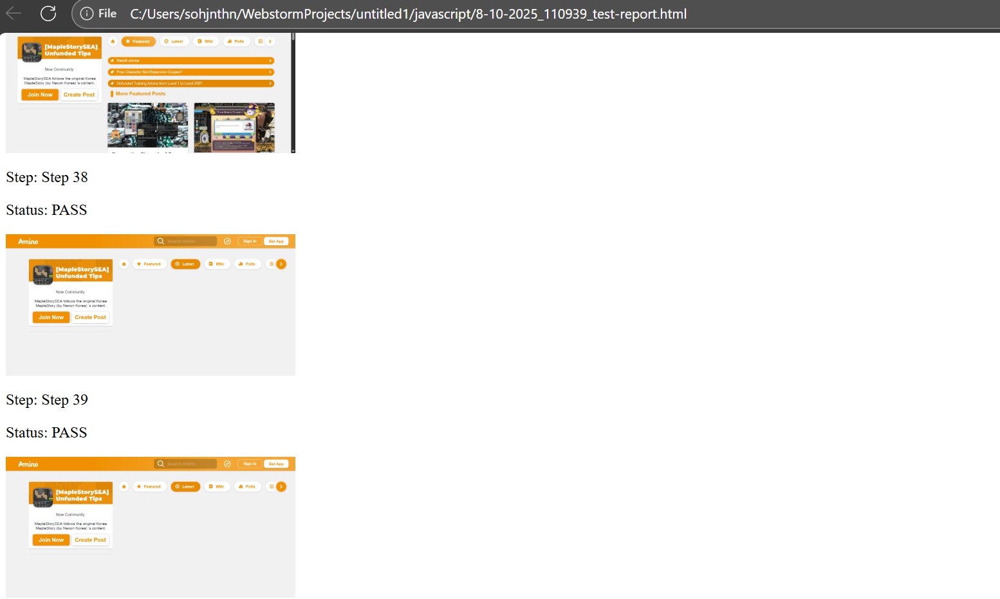 File C:/Users/sohjnthn/WebstormProjects/untitled1/javascript/8-10-2025_110939_test-report.html
[MapleStorySEA]
Unfunded Tips
New Community
MapleStorySEA follows the original Korea
MapleStory (by Nexon Korea) 's content.
Join Now Create Post
Featured Latest Wiki Polls
Reddit advice
Free Character Slot Expansion Coupon?
Unfunded Training Advice from Level 1 to Level 200?
More Featured Posts
Step: Step 38
Status: PASS
Amino Search Amino Sign In Get App
[MapleStorySEA]
Unfunded Tips
Featured Latest Wiki Polls
New Community
MapleStorySEA follows the original Korea
MapleStory (by Nexon Korea) 's content.
Join Now Create Post
Step: Step 39
Status: PASS
Amino Search Amino Sign In Get App
[MapleStorySEA]
Unfunded Tips
Featured Latest Wiki Polls
New Community
MapleStorySEA follows the original Korea
MapleStory (by Nexon Korea) 's content.
Join Now Create Post